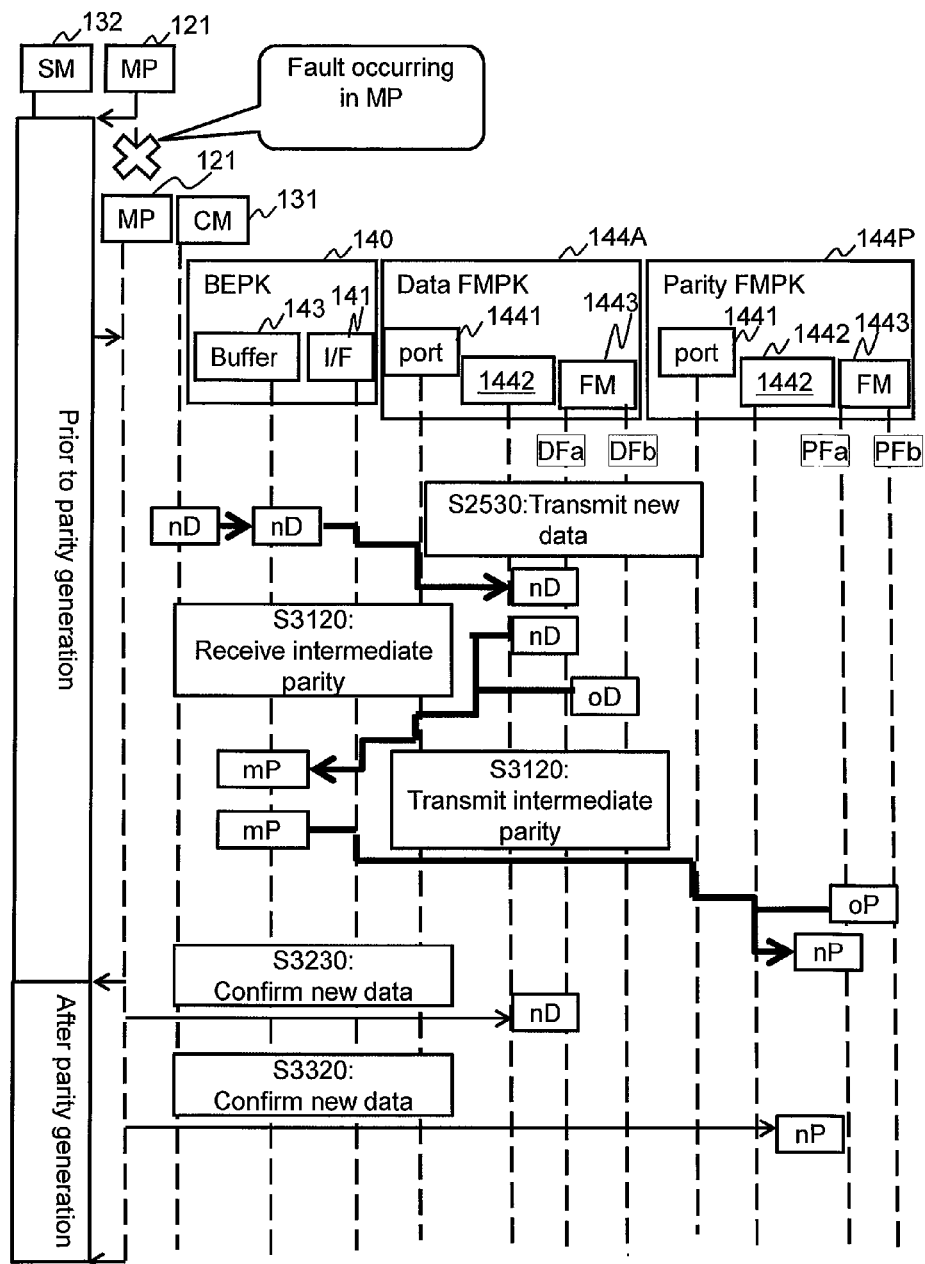 132
121
SM
MP
Fault occurring
in MP
121
131
MP
CM
140
144A
144P
BEPK
Data FMPK
Parity FMPK
143
141
1441
1443
1441
1442
1443
Buffer
I/F
port
1442
FM
port
1442
FM
DFa
DFb
PFa
PFb
Prior to parity generation
S2530:Transmit new
data
nD
nD
nD
S3120:
Receive intermediate
parity
nD
oD
mP
S3120:
Transmit intermediate
parity
mP
oP
nP
After parity generation
S3230:
Confirm new data
nD
S3320:
Confirm new data
nP